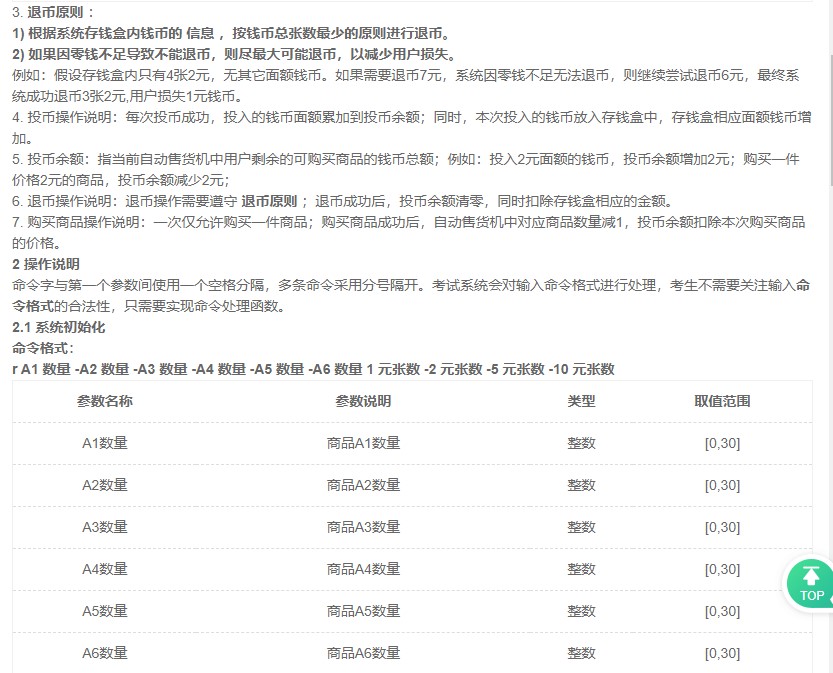 3. 退币原则 ：
1) 根据系统存钱盒内钱币的 信息 ，按钱币总张数最少的原则进行退币。
2) 如果因零钱不足导致不能退币，则尽最大可能退币，以减少用户损失。
例如：假设存钱盒内只有4张2元，无其它面额钱币。如果需要退币7元，系统因零钱不足无法退币，则继续尝试退币6元，最终系
统成功退币3张2元,用户损失1元钱币。
4. 投币操作说明：每次投币成功，投入的钱币面额累加到投币余额；同时，本次投入的钱币放入存钱盒中，存钱盒相应面额钱币增
加。
5. 投币余额：指当前自动售货机中用户剩余的可购买商品的钱币总额；例如：投入2元面额的钱币，投币余额增加2元；购买一件
价格2元的商品，投币余额减少2元；
6. 退币操作说明：退币操作需要遵守 退币原则 ；退币成功后，投币余额清零，同时扣除存钱盒相应的金额。
7. 购买商品操作说明：一次仅允许购买一件商品；购买商品成功后，自动售货机中对应商品数量减1，投币余额扣除本次购买商品
的价格。
2 操作说明
命令字与第一个参数间使用一个空格分隔，多条命令采用分号隔开。考试系统会对输入命令格式进行处理，考生不需要关注输入命
令格式的合法性，只需要实现命令处理函数。
2.1 系统初始化
命令格式：
r A1 数量 -A2 数量 -A3 数量 -A4 数量 -A5 数量 -A6 数量 1 元张数 -2 元张数 -5 元张数 -10 元张数
参数名称 参数说明 类型 取值范围
A1数量 商品A1数量 整数 [0,30]
A2数量 商品A2数量 整数 [0,30]
A3数量 商品A3数量 整数 [0,30]
A4数量 商品A4数量 整数 [0,30]
A5数量 商品A5数量 整数 [0,30]
A6数量 商品A6数量 整数 [0,30]
TOP